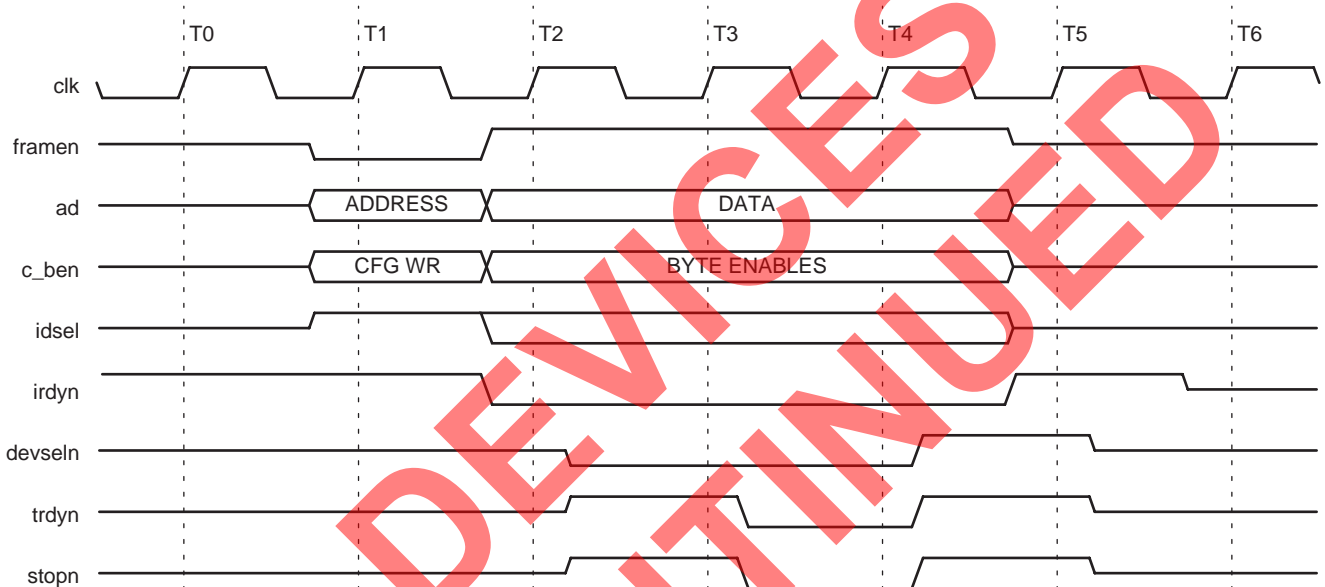 T0 T1 T2 T3 T4 T5 T6
clk
framen
ad ADDRESS DATA
c_ben CFG WR BYTE ENABLES
idsel
irdyn
devseln
trdyn
stopn
DEVICES
TINUED